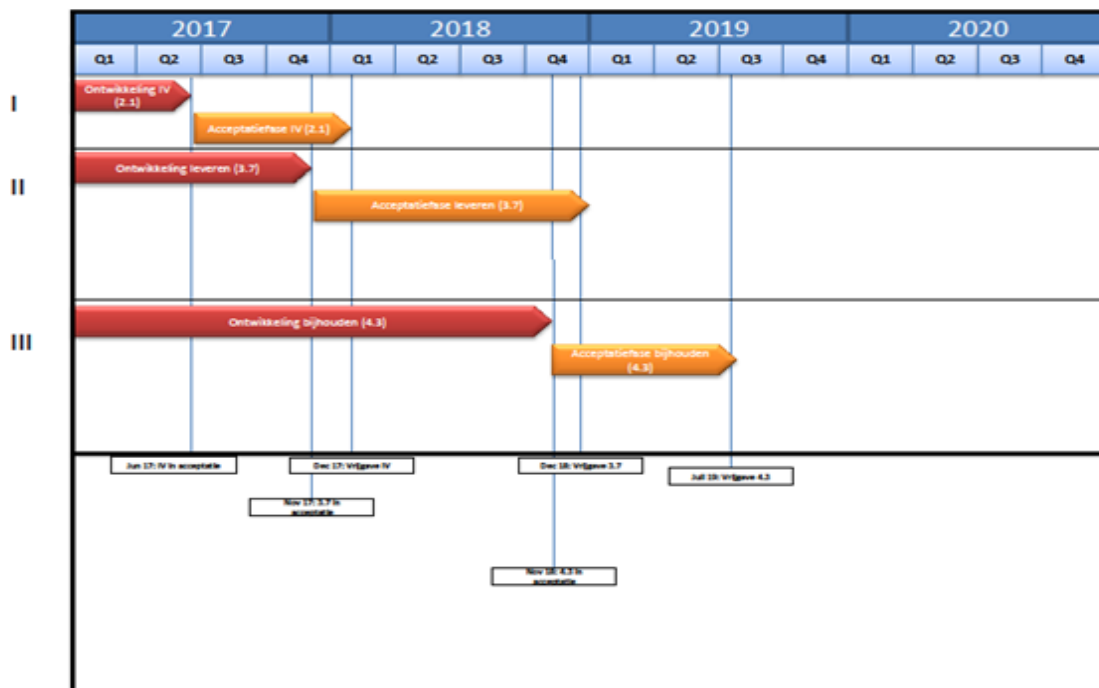 2017 2018 2019 2020
Q1 Q2 Q3 Q4 Q1 Q2 Q3 Q4 Q1 Q2 Q3 Q4 Q1 Q2 Q3 Q4
I
Ontwikkeling IV
(2.1)
Acceptatiefase IV (2.1)
II
Ontwikkeling leveren (3.7)
Acceptatiefase leveren (3.7)
III
Ontwikkeling bijhouden (4.3)
Acceptatiefase bijhouden
(4.3)
Jun 17: IV in acceptatie
Dec 17: Vrijgave IV
Dec 18: Vrijgave 3.7
Juli 19: Vrijgave 4.3
Nov 17: 3.7 in
acceptatie
Nov 18: 4.3 in
acceptatie